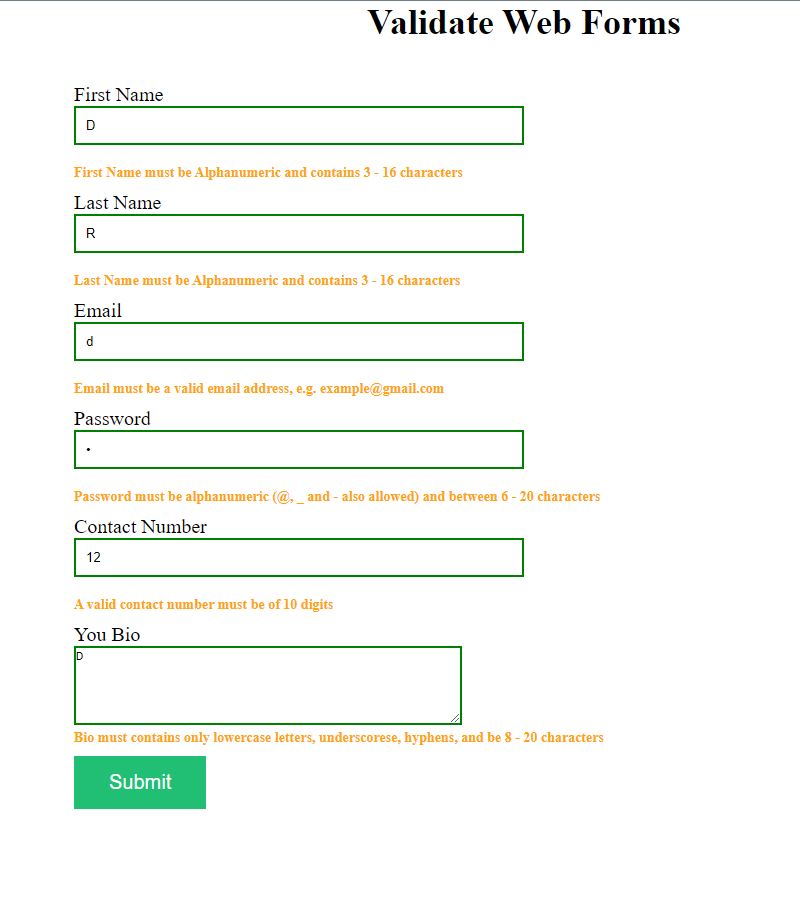 Validate Web Forms
First Name
D
First Name must be Alphanumeric and contains 3 - 16 characters
Last Name
R
Last Name must be Alphanumeric and contains 3 - 16 characters
Email
d
Email must be a valid email address, e.g. example@gmail.com
Password
•
Password must be alphanumeric (@, _ and - also allowed) and between 6 - 20 characters
Contact Number
12
A valid contact number must be of 10 digits
You Bio
D
Bio must contains only lowercase letters, underscorese, hyphens, and be 8 - 20 characters
Submit